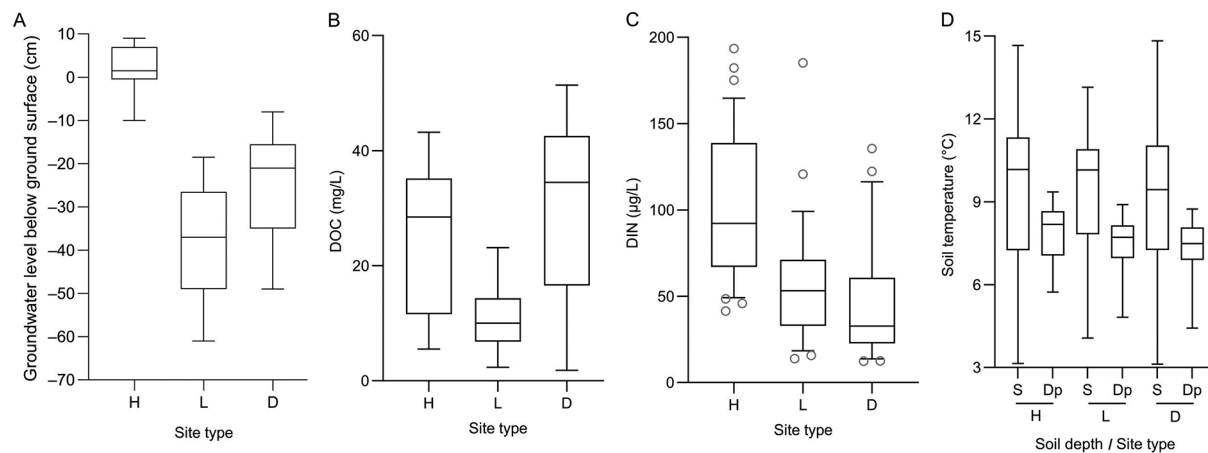 A
Groundwater level below ground surface (cm)
10
0
–10
–20
–30
–40
–50
–60
–70
H L D
Site type
B
DOC (mg/L)
60
40
20
0
H L D
Site type
C
DIN (µg/L)
200
150
100
50
0
H L D
Site type
D
Soil temperature (°C)
15
12
9
6
3
S Dp S Dp S Dp
H L D
Soil depth / Site type